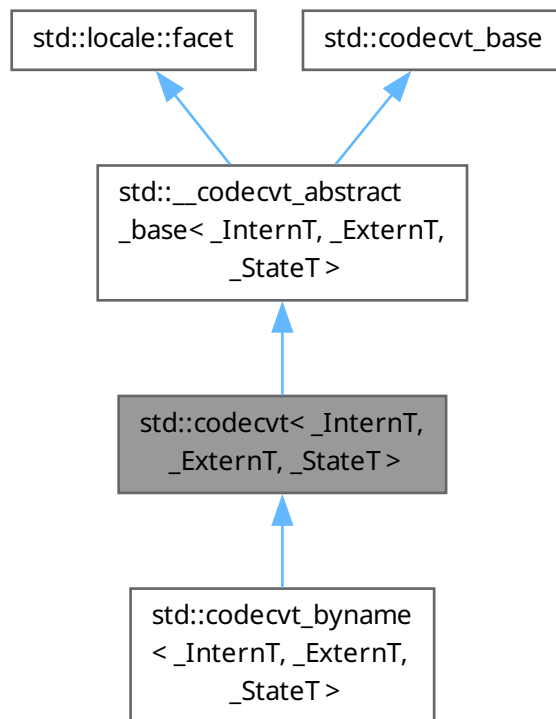 std::locale::facet
std::codecvt_base
std::__codecvt_abstract
_base< _InternT, _ExternT,
_StateT >
std::codecvt< _InternT,
_ExternT, _StateT >
std::codecvt_byname
< _InternT, _ExternT,
_StateT >